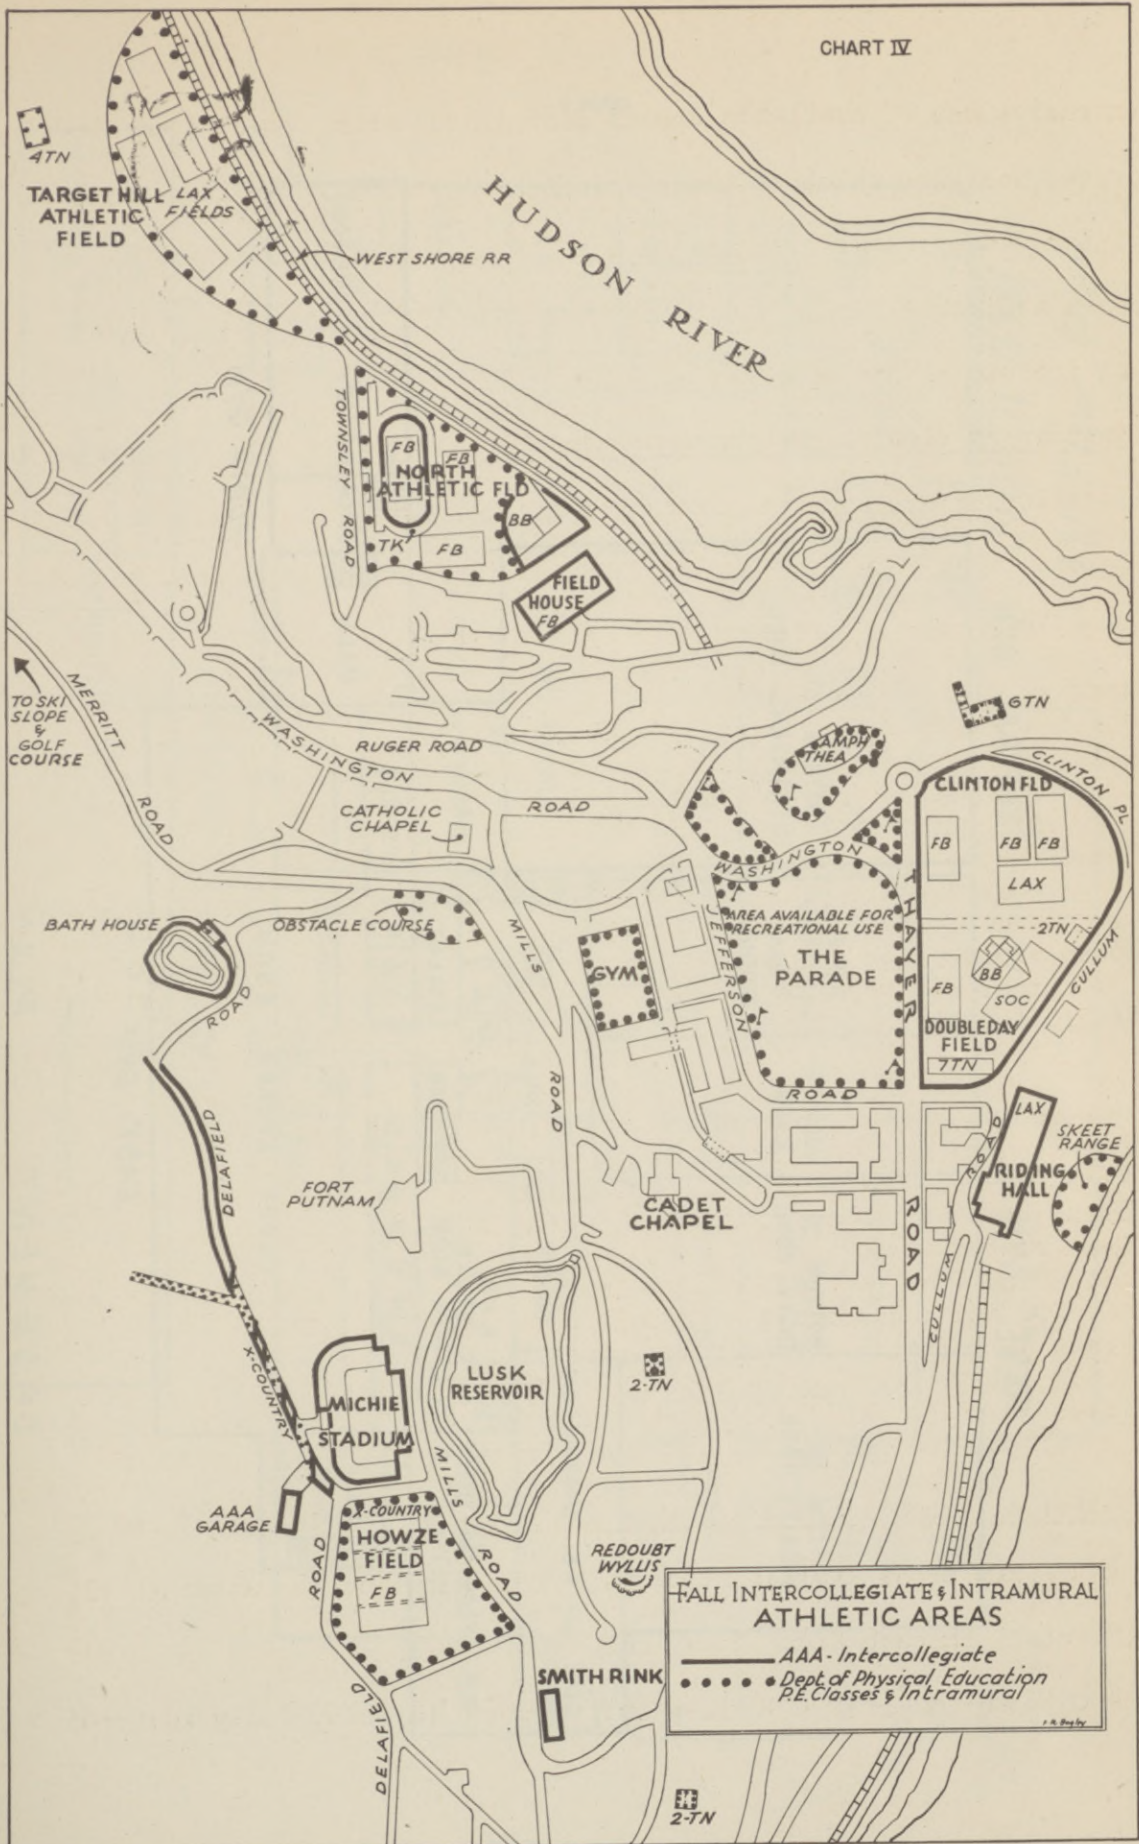 CHART IV
4TN
TARGET HILL
ATHLETIC
FIELD
LAX
FIELDS
WEST SHORE RR
HUDSON
RIVER
TOWNSLEY
ROAD
FB
FB
NORTH
ATHLETIC FLD
BB
TK
FB
FIELD
HOUSE
FB
TO SKI
SLOPE
&
GOLF
COURSE
MERRITT
ROAD
WASHINGTON
RUGER ROAD
ROAD
CATHOLIC
CHAPEL
AMPH
THEA
6TN
CLINTON PL
CLINTON FLD
FB
FB
FB
LAX
WASHINGTON
THAYER
BATH HOUSE
OBSTACLE COURSE
MILLS
GYM
JEFFERSON
AREA AVAILABLE FOR
RECREATIONAL USE
THE
PARADE
2TN
CULLUM
BB
FB
SOC
DOUBLEDAY
FIELD
7TN
ROAD
ROAD
ROAD
DELAFIELD
LAX
ROAD
SKEET
RANGE
RIDING
HALL
FORT
PUTNAM
CADET
CHAPEL
ROAD
CULLUM
X-COUNTRY
MICHIE
STADIUM
LUSK
RESERVOIR
2-TN
MILLS
AAA
GARAGE
X-COUNTRY
HOWZE
FIELD
FB
ROAD
ROAD
REDOUBT
WYLLIS
SMITH RINK
DELAFIELD
2-TN
FALL INTERCOLLEGIATE & INTRAMURAL
ATHLETIC AREAS
AAA - Intercollegiate
Dept of Physical Education
P.E. Classes & Intramural